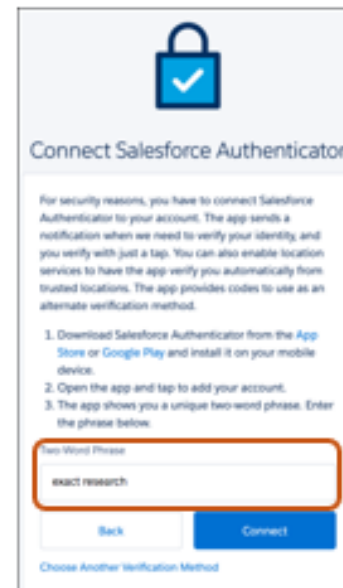 Connect Salesforce Authenticator
For security reasons, you have to connect Salesforce
Authenticator to your account. The app sends a
notification when we need to verify your identity, and
you verify with just a tap. You can also enable location
services to have the app verify you automatically from
trusted locations. The app provides codes to use as an
alternate verification method.
1. Download Salesforce Authenticator from the App
Store or Google Play and install it on your mobile
device.
2. Open the app and tap to add your account.
3. The app shows you a unique two-word phrase. Enter
the phrase below.
Two-Word Phrase
exact research
Back Connect
Choose Another Verification Method